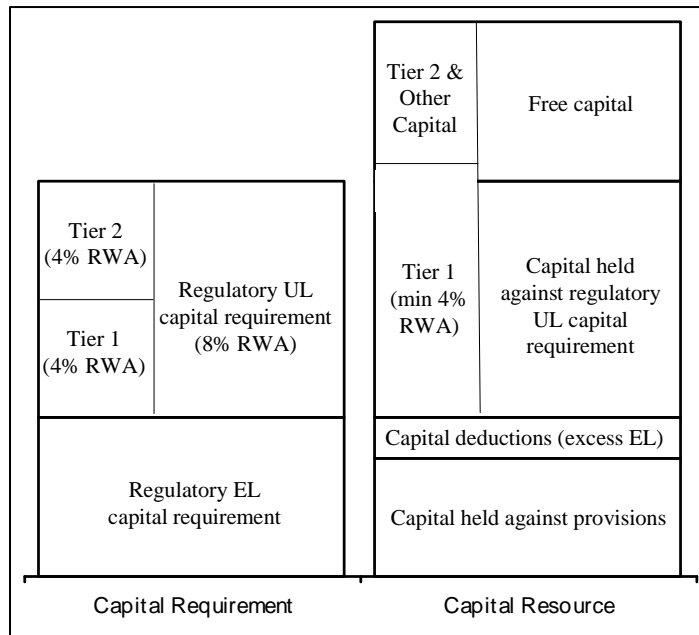 Tier 2
(4% RWA)
Tier 1
(4% RWA)
Regulatory UL
capital requirement
(8% RWA)
Regulatory EL
capital requirement
Capital Requirement
Tier 2 &
Other
Capital
Free capital
Tier 1
(min 4%
RWA)
Capital held
against regulatory
UL capital
requirement
Capital deductions (excess EL)
Capital held against provisions
Capital Resource